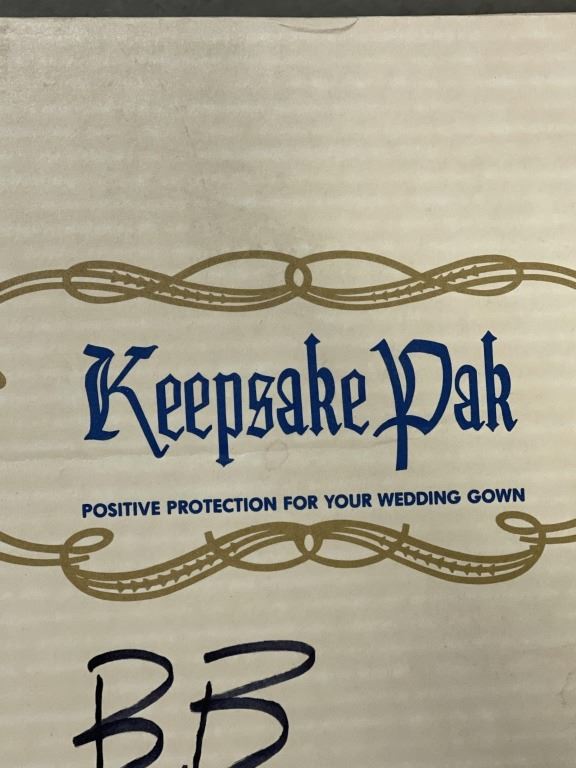 Keepsake Pak
POSITIVE PROTECTION FOR YOUR WEDDING GOWN
B.B